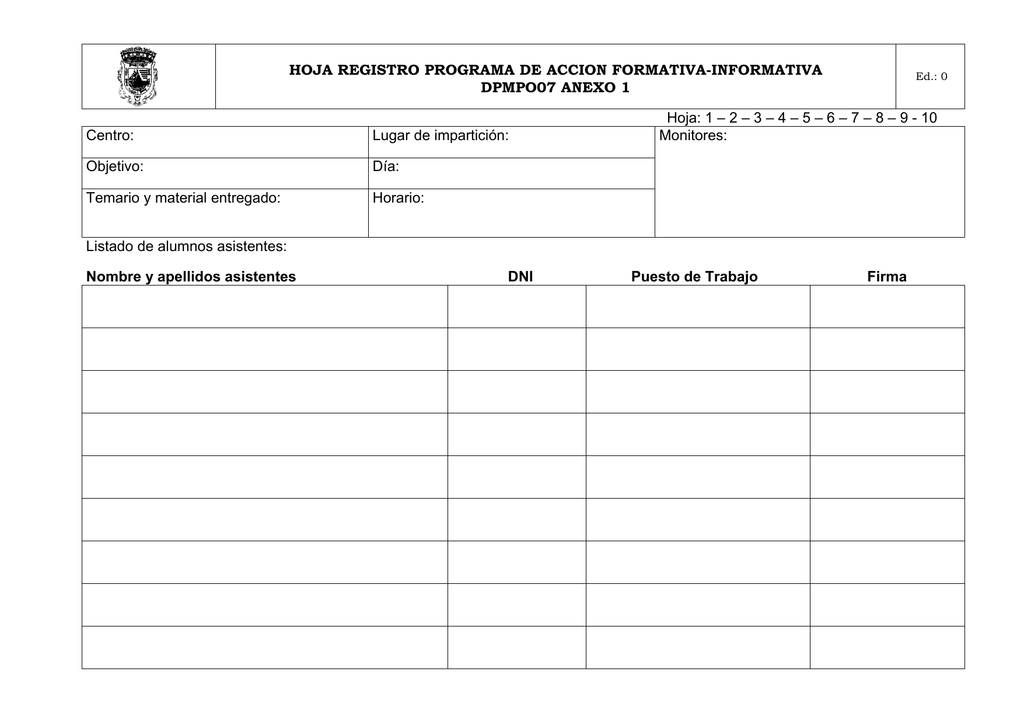 HOJA REGISTRO PROGRAMA DE ACCION FORMATIVA-INFORMATIVA
DPMPO07 ANEXO 1
Ed.: 0
Hoja: 1 – 2 – 3 – 4 – 5 – 6 – 7 – 8 – 9 - 10
Centro:
Lugar de impartición:
Monitores:
Objetivo:
Día:
Temario y material entregado:
Horario:
Listado de alumnos asistentes:
Nombre y apellidos asistentes
DNI
Puesto de Trabajo
Firma